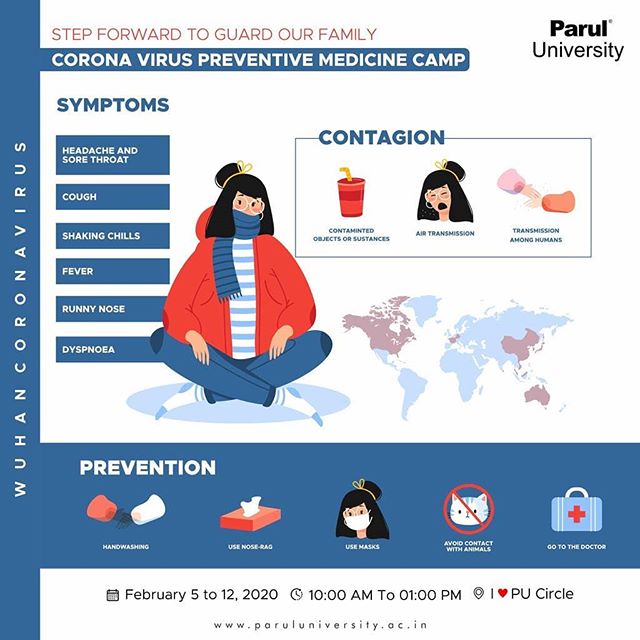 STEP FORWARD TO GUARD OUR FAMILY
CORONA VIRUS PREVENTIVE MEDICINE CAMP
Parul®
University
WUHAN CORONAVIRUS
SYMPTOMS
HEADACHE AND
SORE THROAT
COUGH
SHAKING CHILLS
FEVER
RUNNY NOSE
DYSPNOEA
CONTAGION
CONTAMINTED
OBJECTS OR SUSTANCES
AIR TRANSMISSION
TRANSMISSION
AMONG HUMANS
PREVENTION
HANDWASHING
USE NOSE-RAG
USE MASKS
AVOID CONTACT
WITH ANIMALS
GO TO THE DOCTOR
February 5 to 12, 2020 10:00 AM To 01:00 PM I ♥ PU Circle
www.paruluniversity.ac.in